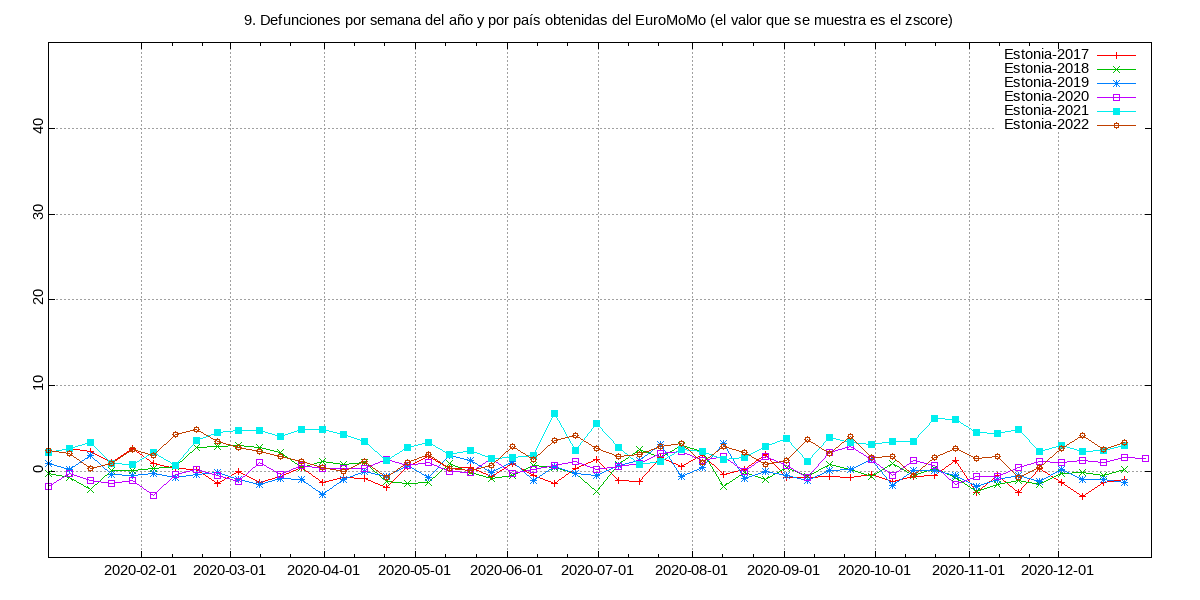 9. Defunciones por semana del año y por país obtenidas del EuroMoMo (el valor que se muestra es el zscore)
Estonia-2017
Estonia-2018
Estonia-2019
Estonia-2020
Estonia-2021
Estonia-2022
40
30
20
10
0
2020-02-01 2020-03-01 2020-04-01 2020-05-01 2020-06-01 2020-07-01 2020-08-01 2020-09-01 2020-10-01 2020-11-01 2020-12-01